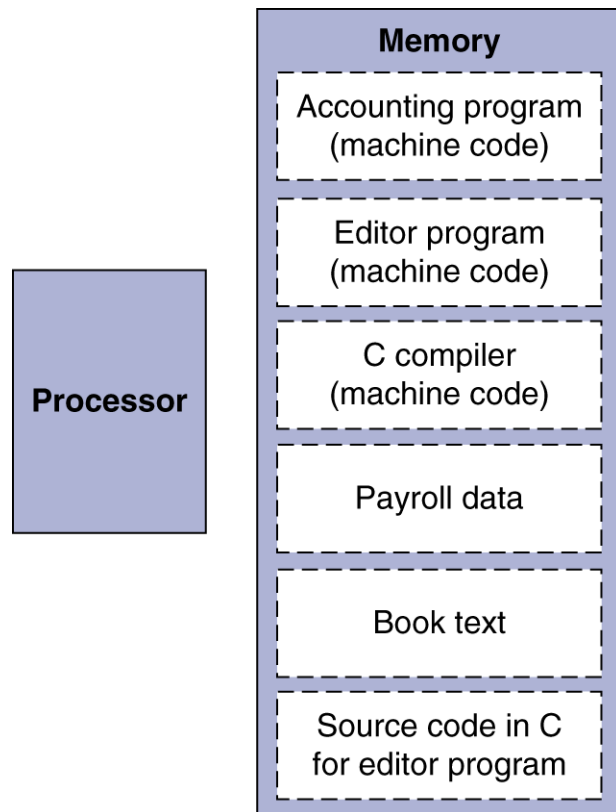 Memory
Accounting program
(machine code)
Editor program
(machine code)
C compiler
(machine code)
Processor
Payroll data
Book text
Source code in C
for editor program